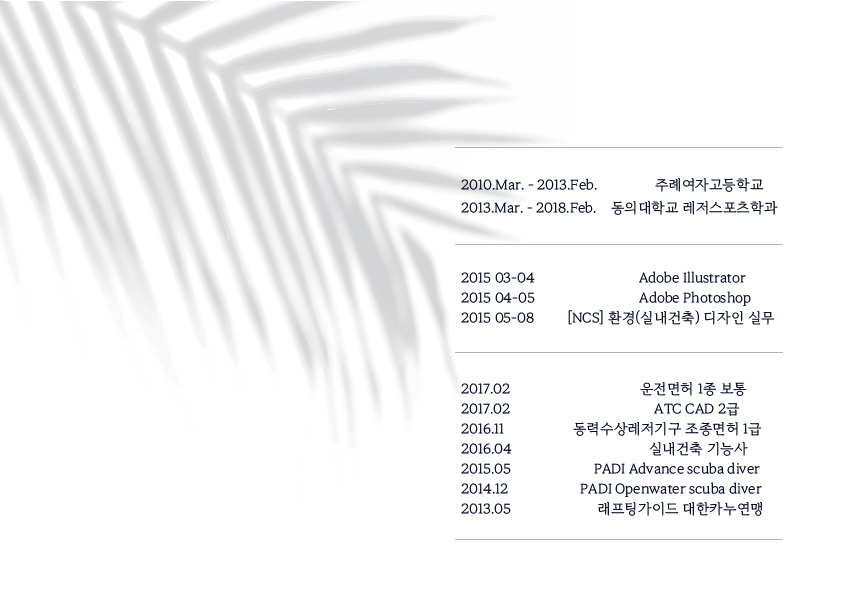 2010.Mar. - 2013.Feb. 주례여자고등학교
2013.Mar. - 2018.Feb. 동의대학교 레저스포츠학과
2015 03-04 Adobe Illustrator
2015 04-05 Adobe Photoshop
2015 05-08 [NCS] 환경(실내건축) 디자인 실무
2017.02 운전면허 1종 보통
2017.02 ATC CAD 2급
2016.11 동력수상레저기구 조종면허 1급
2016.04 실내건축 기능사
2015.05 PADI Advance scuba diver
2014.12 PADI Openwater scuba diver
2013.05 래프팅가이드 대한카누연맹